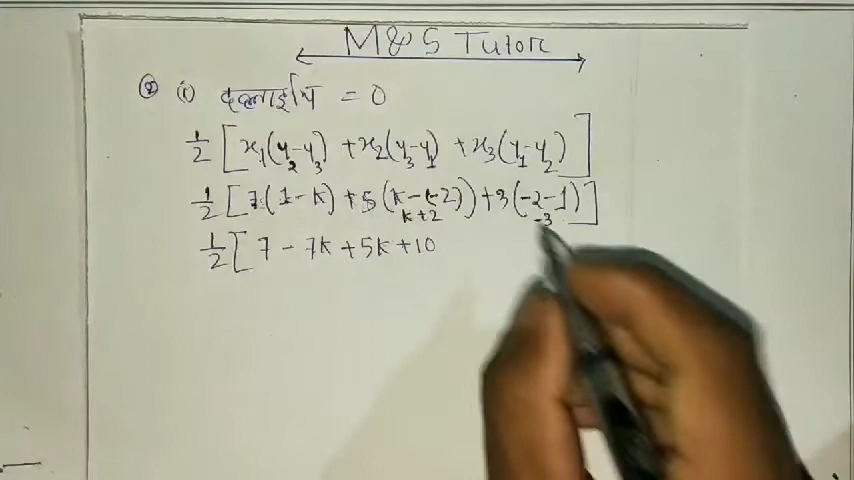 M&S Tutor
② (i) = 0
1/2 [x₁(y₂-y₃) + x₂(y₃-y₁) + x₃(y₁-y₂)]
1/2 [7(1-k) + 5(k-(-2)) + 3(-2-1)]
k+2 -3
1/2 [7 - 7k + 5k + 10